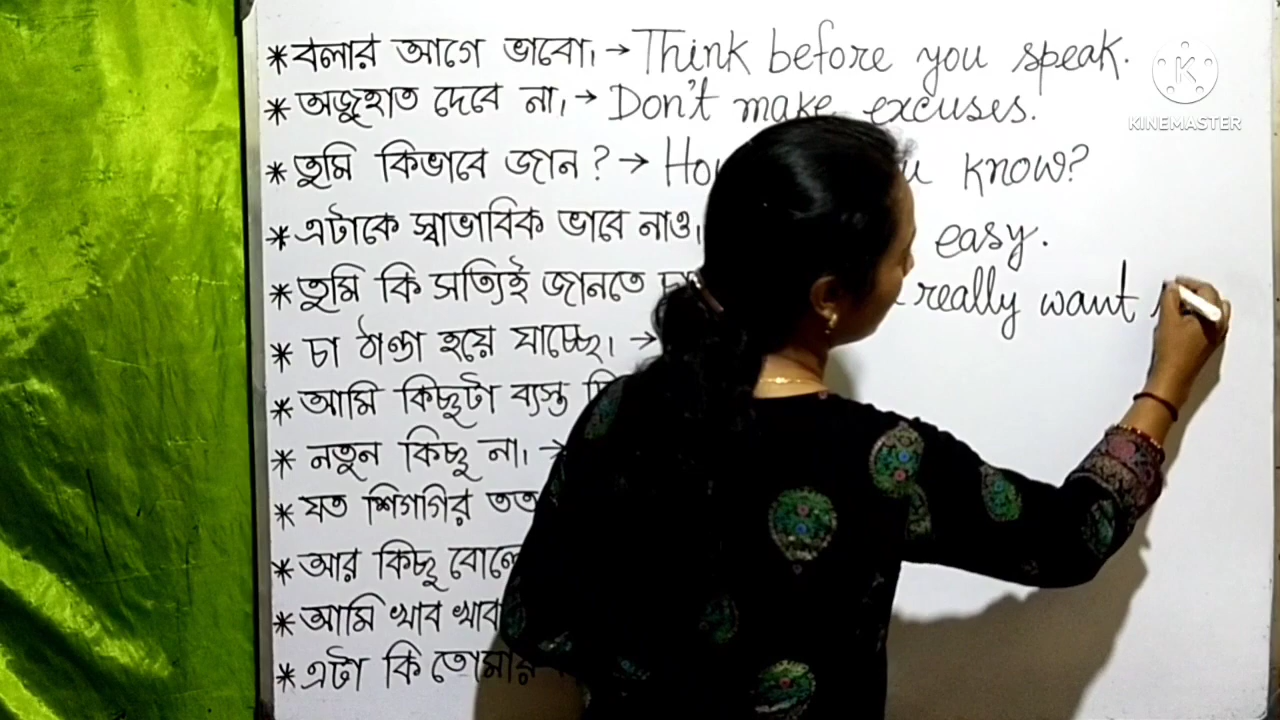 * বলার আগে ভাবো। → Think before you speak.
* অজুহাত দেবে না। → Don't make excuses.
* তুমি কিভাবে জান? → know?
* এটাকে স্বাভাবিক ভাবে নাও। easy.
* তুমি কি সত্যিই জানতে really want
* চা ঠান্ডা হয়ে যাচ্ছে। →
* আমি কিছুটা ব্যস্ত
* নতুন কিছু না। →
* যত শিগগির তত
* আর কিছু
* আমি খাব খাব
* এটা কি তোমার
KINEMASTER